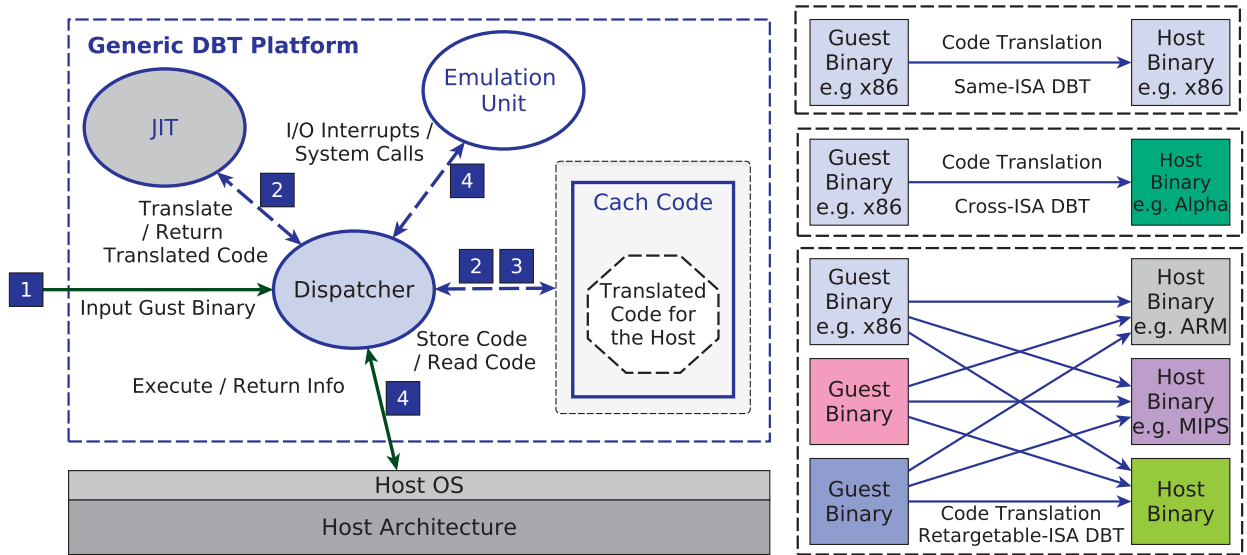 Generic DBT Platform
JIT
Emulation
Unit
I/O Interrupts /
System Calls
2
4
Translate
/ Return
Translated Code
Cach Code
1
Input Gust Binary
Dispatcher
2
3
Translated
Code for
the Host
Store Code
/ Read Code
Execute / Return Info
4
Host OS
Host Architecture
Guest
Binary
e.g x86
Code Translation
Same-ISA DBT
Host
Binary
e.g. x86
Guest
Binary
e.g. x86
Code Translation
Cross-ISA DBT
Host
Binary
e.g. Alpha
Guest
Binary
e.g. x86
Host
Binary
e.g. ARM
Guest
Binary
Host
Binary
e.g. MIPS
Guest
Binary
Host
Binary
Code Translation
Retargetable-ISA DBT